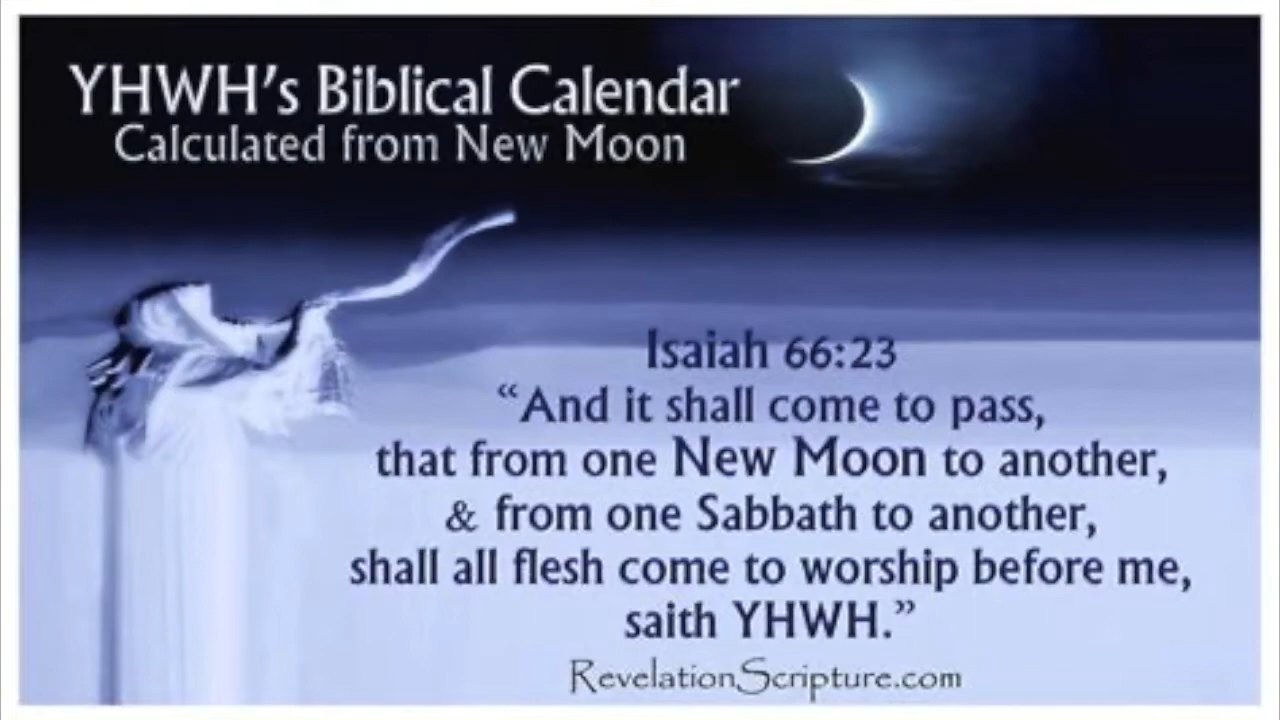 YHWH's Biblical Calendar
Calculated from New Moon
Isaiah 66:23
“And it shall come to pass,
that from one New Moon to another,
& from one Sabbath to another,
shall all flesh come to worship before me,
saith YHWH.”
RevelationScripture.com